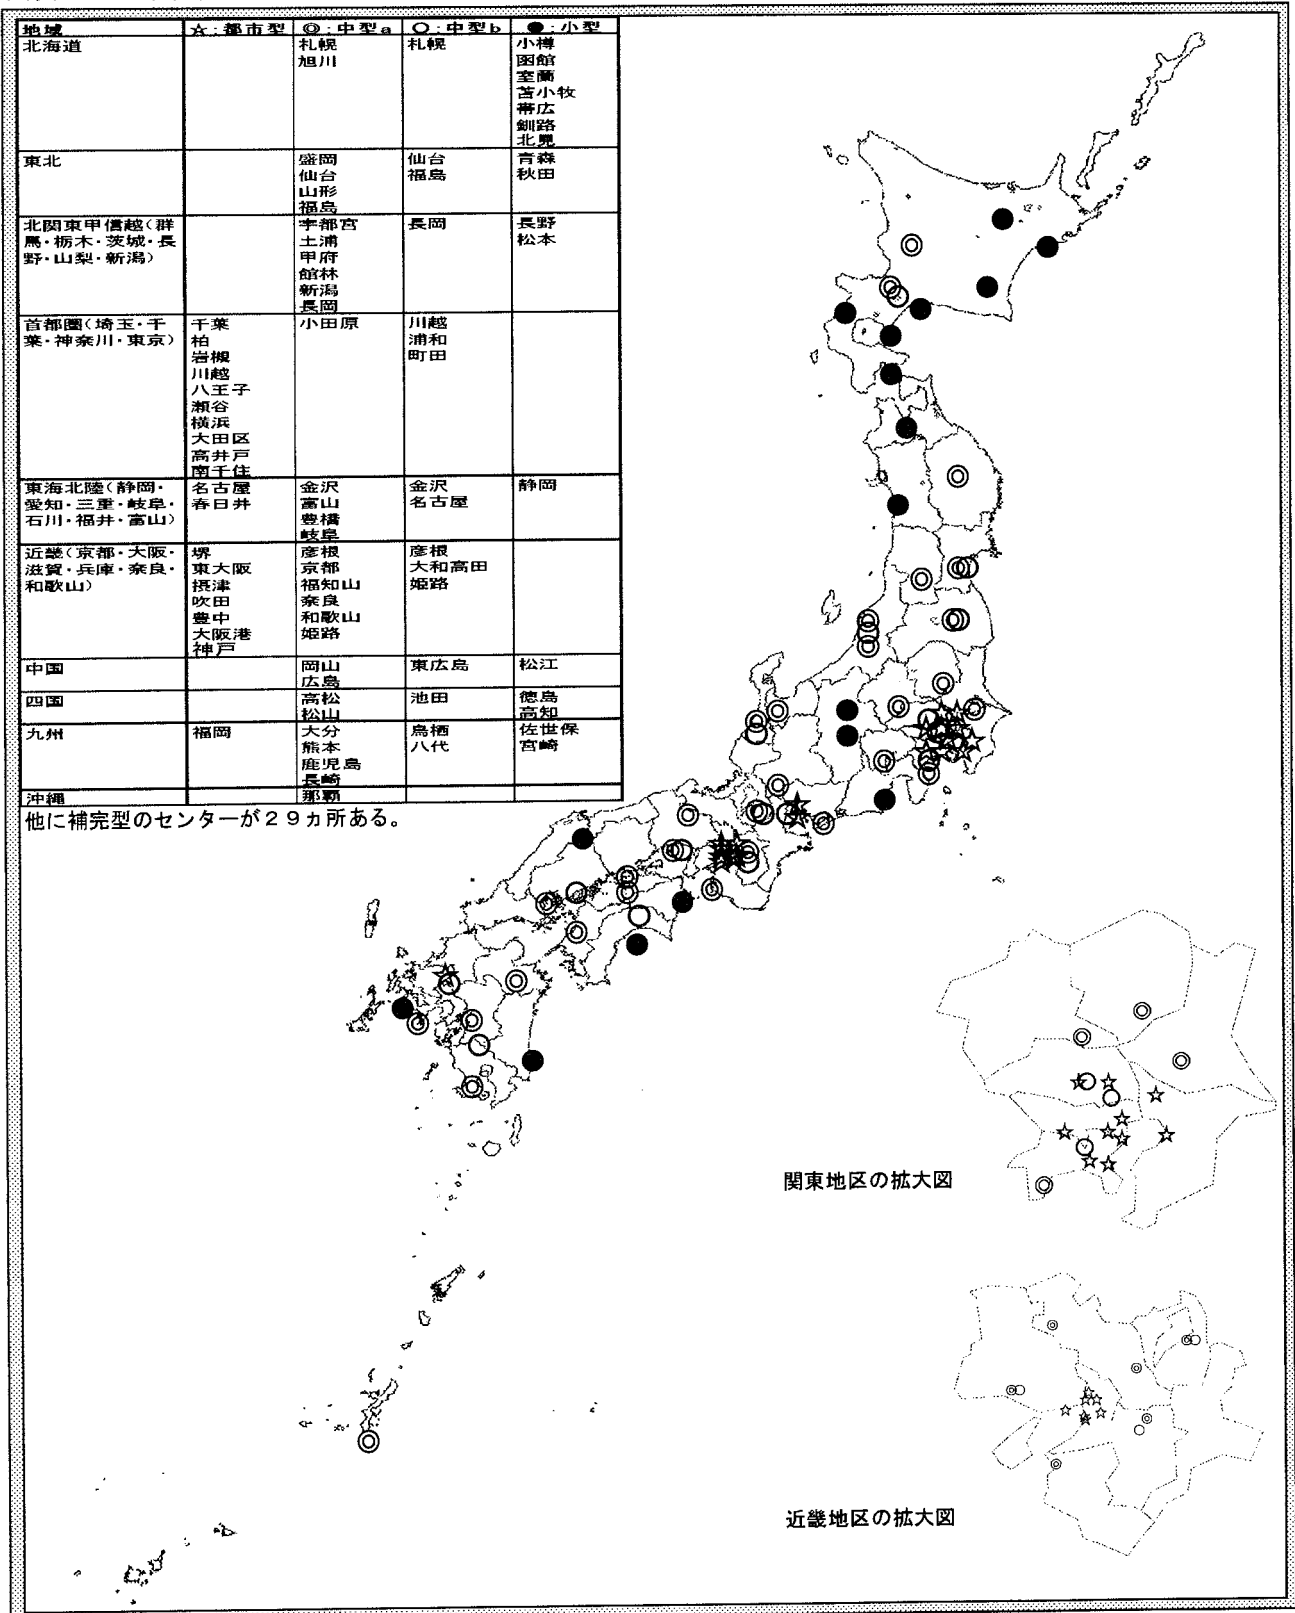 地域 ☆:都市型 ◎:中型a ○:中型b ●:小型
北海道 札幌 札幌 小樽
旭川 函館
室蘭
苫小牧
帯広
釧路
北見
東北 盛岡 仙台 青森
仙台 福島 秋田
山形
福島
北関東甲信越(群 宇都宮 長岡 長野
馬・栃木・茨城・長 土浦 松本
野・山梨・新潟) 甲府
館林
新潟
長岡
首都圏(埼玉・千 千葉 小田原 川越
葉・神奈川・東京) 柏 浦和
岩槻 町田
川越
八王子
瀬谷
横浜
大田区
高井戸
南千住
東海北陸(静岡・ 名古屋 金沢 金沢 静岡
愛知・三重・岐阜・ 春日井 富山 名古屋
石川・福井・富山) 豊橋
岐阜
近畿(京都・大阪・ 堺 彦根 彦根
滋賀・兵庫・奈良・ 東大阪 京都 大和高田
和歌山) 摂津 福知山 姫路
吹田 奈良
豊中 和歌山
大阪港 姫路
神戸
中国 岡山 東広島 松江
広島
四国 高松 池田 徳島
松山 高知
九州 福岡 大分 鳥栖 佐世保
熊本 八代 宮崎
鹿児島
長崎
沖縄 那覇
他に補完型のセンターが29ヵ所ある。
関東地区の拡大図
近畿地区の拡大図